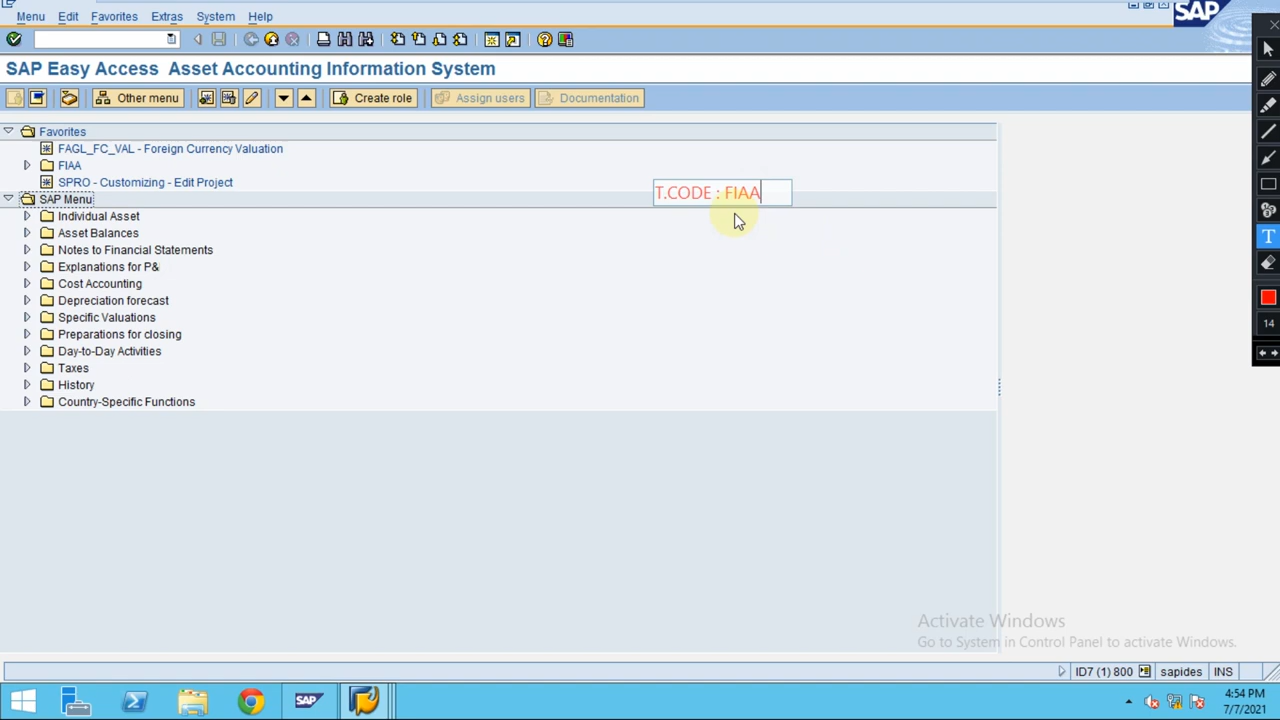 Menu Edit Favorites Extras System Help
SAP
SAP Easy Access Asset Accounting Information System
Other menu Create role Assign users Documentation
Favorites
FAGL_FC_VAL - Foreign Currency Valuation
FIAA
SPRO - Customizing - Edit Project
T.CODE : FIAA
SAP Menu
Individual Asset
Asset Balances
Notes to Financial Statements
Explanations for P&
Cost Accounting
Depreciation forecast
Specific Valuations
Preparations for closing
Day-to-Day Activities
Taxes
History
Country-Specific Functions
T
14
Activate Windows
Go to System in Control Panel to activate Windows.
ID7 (1) 800 sapides INS
SAP
4:54 PM
7/7/2021